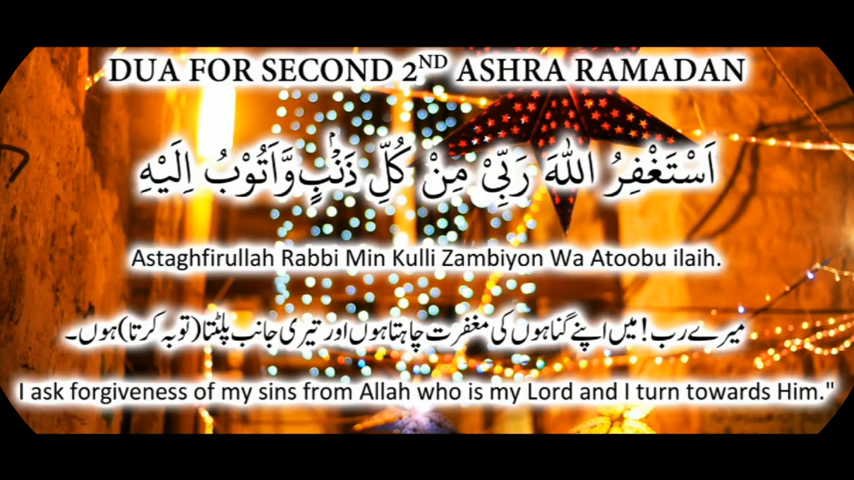 DUA FOR SECOND 2ND ASHRA RAMADAN
اَسْتَغْفِرُ اللهَ رَبِّیْ مِنْ کُلِّ ذَنْۢبٍ وَّاَتُوْبُ اِلَیْهِ
Astaghfirullah Rabbi Min Kulli Zambiyon Wa Atoobu ilaih.
میرے رب! میں اپنے گناہوں کی مغفرت چاہتا ہوں اور تیری جانب پلٹتا (توبہ کرتا) ہوں۔
I ask forgiveness of my sins from Allah who is my Lord and I turn towards Him."